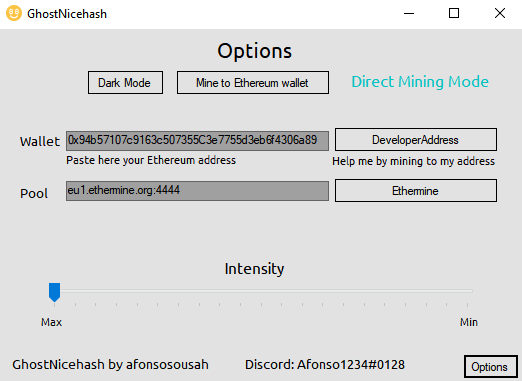 GhostNicehash
Options
Dark Mode
Mine to Ethereum wallet
Direct Mining Mode
Wallet
0x94b57107c9163c507355C3e7755d3eb6f4306a89
DeveloperAddress
Paste here your Ethereum address
Help me by mining to my address
Pool
eu1.ethermine.org:4444
Ethermine
Intensity
Max
Min
GhostNicehash by afonsosousah
Discord: Afonso1234#0128
Options